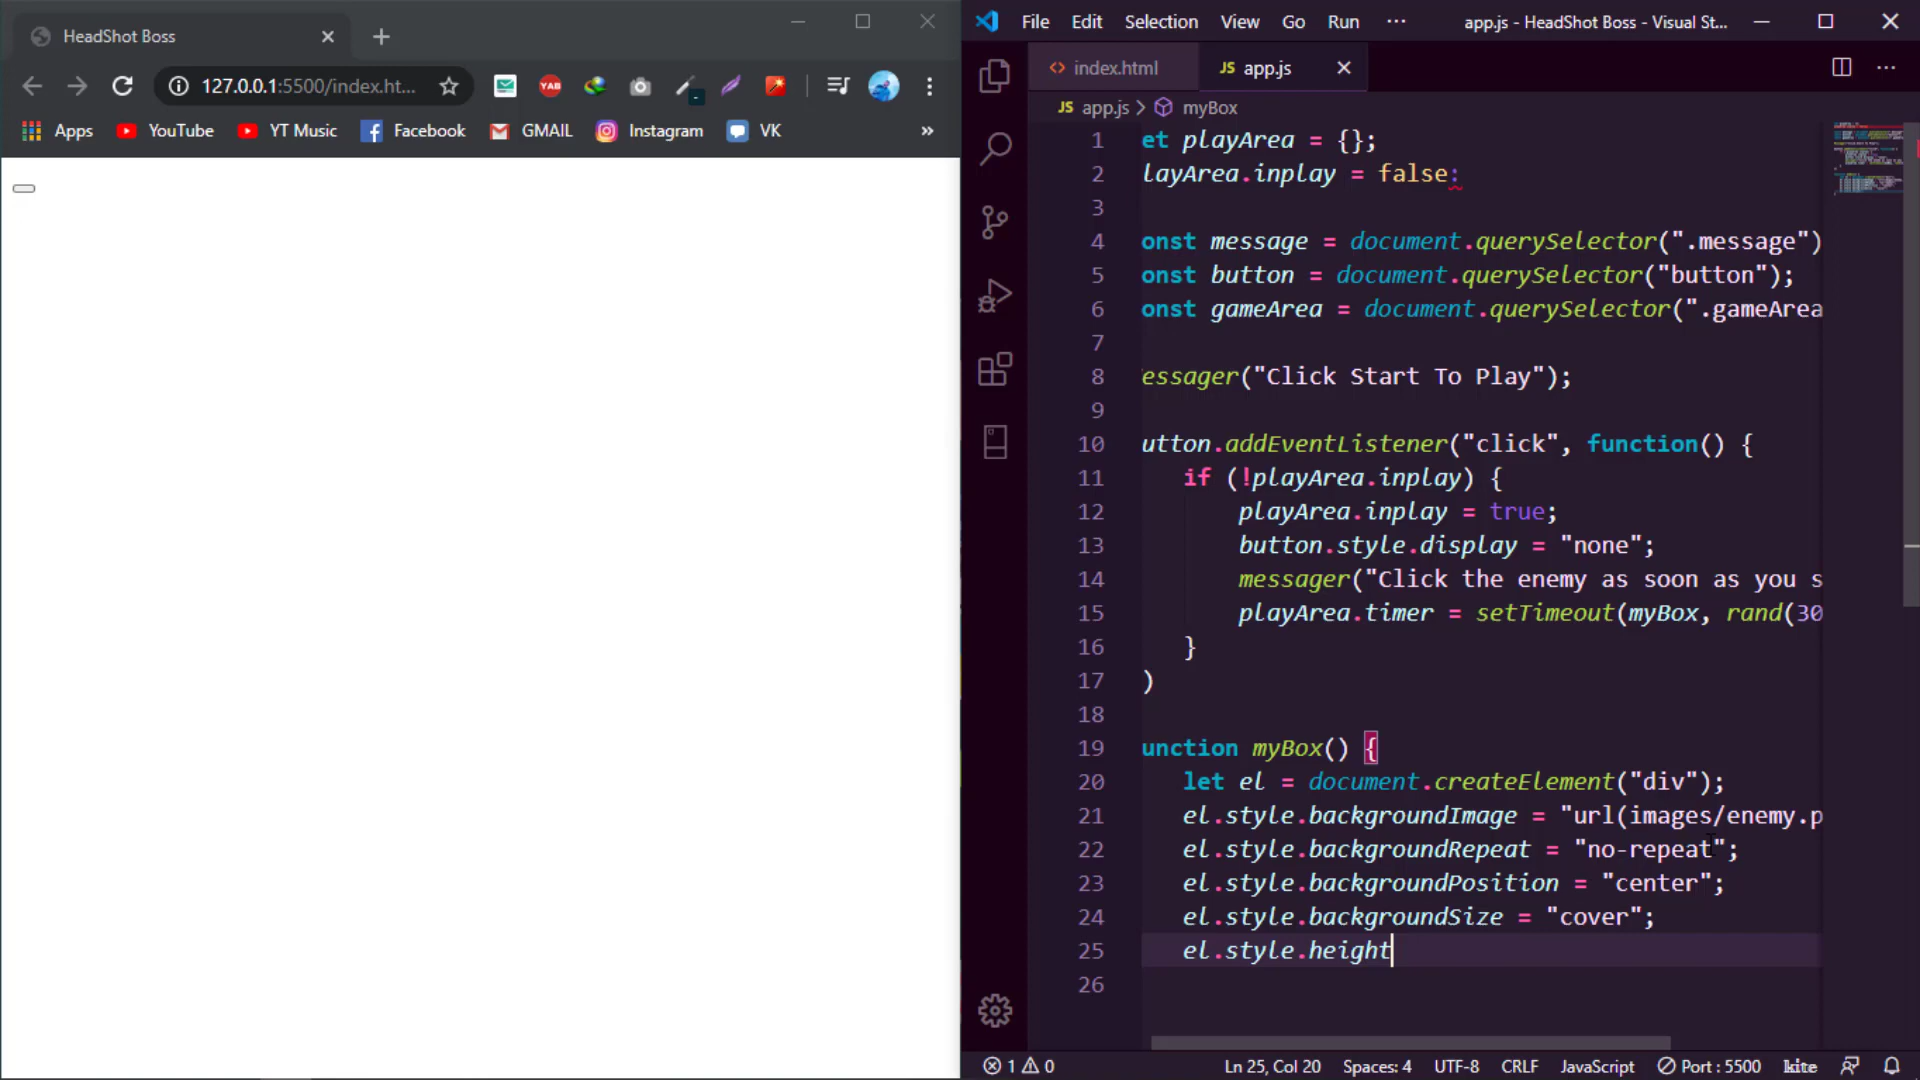 HeadShot Boss
127.0.0.1:5500/index.ht...
YAB
Apps
YouTube
YT Music
Facebook
GMAIL
Instagram
VK
»
File Edit Selection View Go Run ··· app.js - HeadShot Boss - Visual St...
index.html
JS app.js
JS app.js > myBox
1 et playArea = {};
2 layArea.inplay = false:
3
4 onst message = document.querySelector(".message")
5 onst button = document.querySelector("button");
6 onst gameArea = document.querySelector(".gameArea
7
8 essager("Click Start To Play");
9
10 utton.addEventListener("click", function() {
11 if (!playArea.inplay) {
12 playArea.inplay = true;
13 button.style.display = "none";
14 messager("Click the enemy as soon as you s
15 playArea.timer = setTimeout(myBox, rand(30
16 }
17 )
18
19 unction myBox() {
20 let el = document.createElement("div");
21 el.style.backgroundImage = "url(images/enemy.p
22 el.style.backgroundRepeat = "no-repeat";
23 el.style.backgroundPosition = "center";
24 el.style.backgroundSize = "cover";
25 el.style.height
26
1 0 Ln 25, Col 20 Spaces: 4 UTF-8 CRLF JavaScript Port : 5500 kite